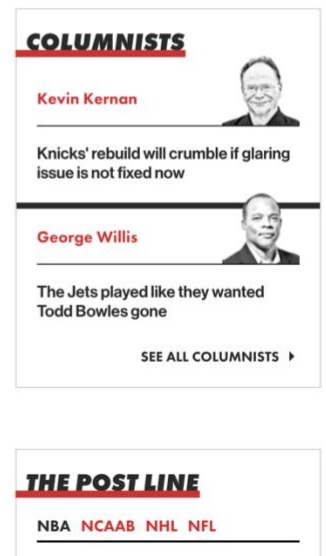 COLUMNISTS
Kevin Kernan
Knicks' rebuild will crumble if glaring
issue is not fixed now
George Willis
The Jets played like they wanted
Todd Bowles gone
SEE ALL COLUMNISTS
THE POST LINE
NBA NCAAB NHL NFL